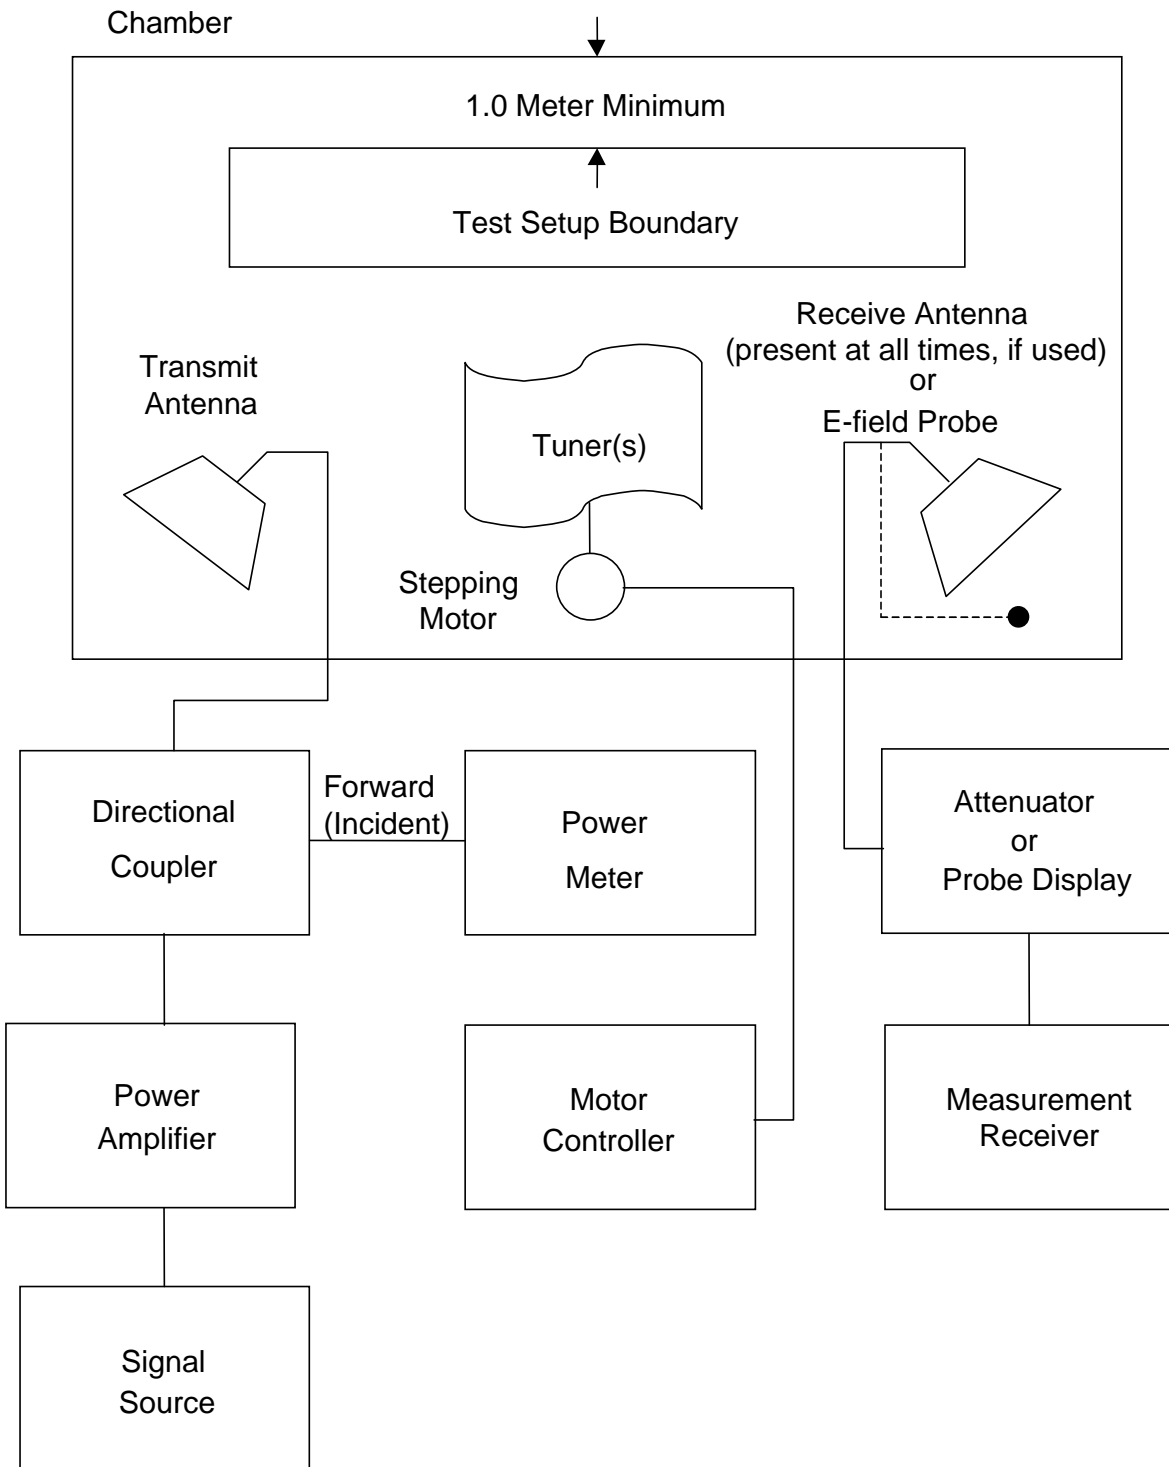 Chamber
1.0 Meter Minimum
Test Setup Boundary
Receive Antenna
(present at all times, if used)
or
E-field Probe
Transmit
Antenna
Tuner(s)
Stepping
Motor
Directional
Coupler
Forward
(Incident)
Power
Meter
Attenuator
or
Probe Display
Power
Amplifier
Motor
Controller
Measurement
Receiver
Signal
Source